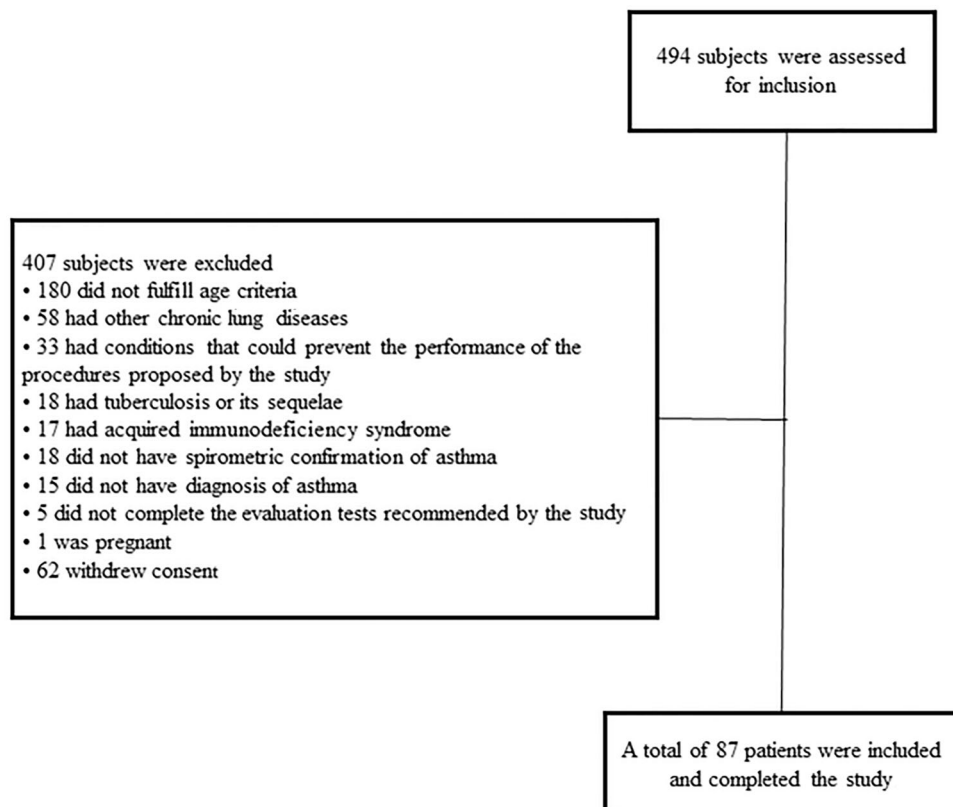 494 subjects were assessed
for inclusion
407 subjects were excluded
• 180 did not fulfill age criteria
• 58 had other chronic lung diseases
• 33 had conditions that could prevent the performance of the
procedures proposed by the study
• 18 had tuberculosis or its sequelae
• 17 had acquired immunodeficiency syndrome
• 18 did not have spirometric confirmation of asthma
• 15 did not have diagnosis of asthma
• 5 did not complete the evaluation tests recommended by the study
• 1 was pregnant
• 62 withdrew consent
A total of 87 patients were included
and completed the study